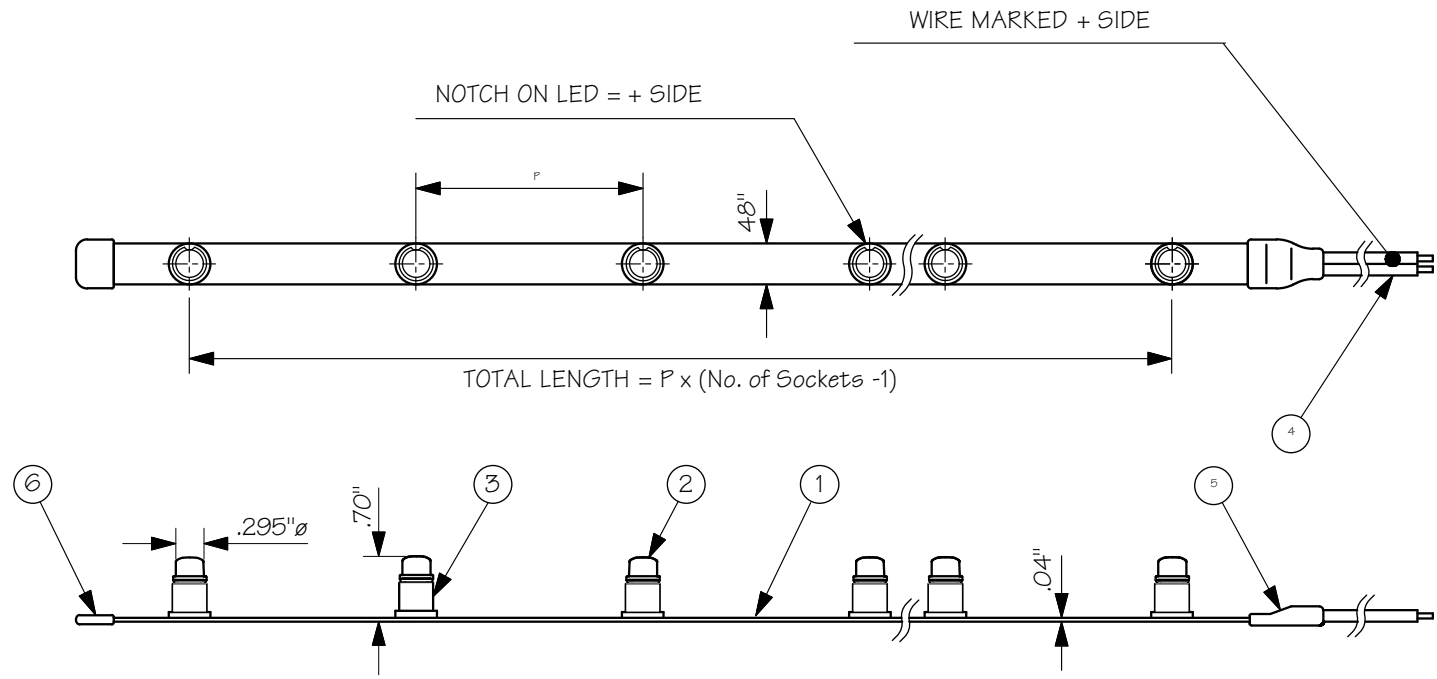 WIRE MARKED + SIDE
NOTCH ON LED = + SIDE
P
48"
TOTAL LENGTH = P x (No. of Sockets -1)
4
6
3
2
1
5
.295"ø
.70"
.04"